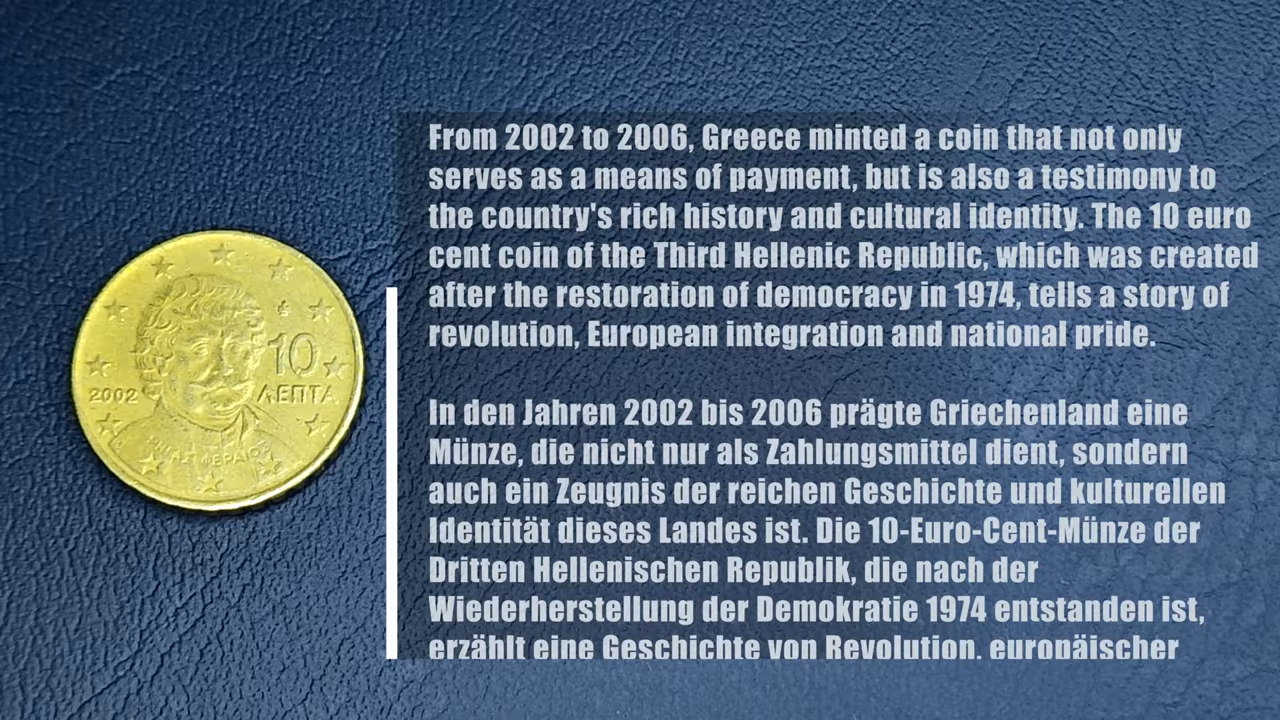 10
2002
ΛΕΠΤΑ
From 2002 to 2006, Greece minted a coin that not only
serves as a means of payment, but is also a testimony to
the country's rich history and cultural identity. The 10 euro
cent coin of the Third Hellenic Republic, which was created
after the restoration of democracy in 1974, tells a story of
revolution, European integration and national pride.
In den Jahren 2002 bis 2006 prägte Griechenland eine
Münze, die nicht nur als Zahlungsmittel dient, sondern
auch ein Zeugnis der reichen Geschichte und kulturellen
Identität dieses Landes ist. Die 10-Euro-Cent-Münze der
Dritten Hellenischen Republik, die nach der
Wiederherstellung der Demokratie 1974 entstanden ist,
erzählt eine Geschichte von Revolution, europäischer